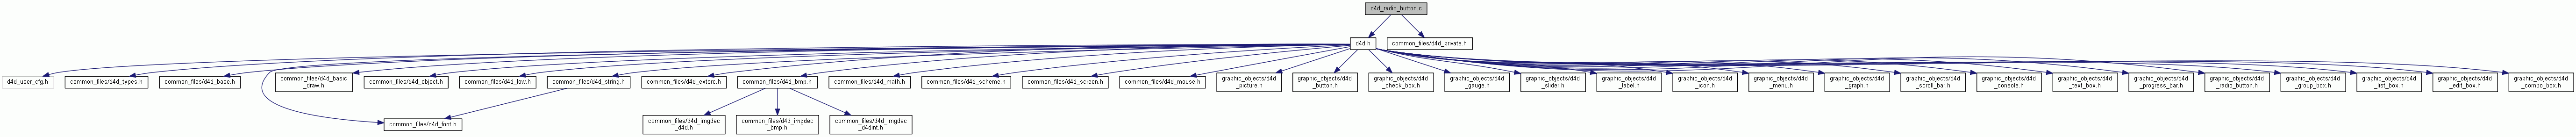 d4d_radio_button.c
d4d.h
common_files/d4d_private.h
d4d_user_cfg.h
common_files/d4d_types.h
common_files/d4d_base.h
common_files/d4d_basic
_draw.h
common_files/d4d_object.h
common_files/d4d_low.h
common_files/d4d_string.h
common_files/d4d_extsrc.h
common_files/d4d_bmp.h
common_files/d4d_math.h
common_files/d4d_scheme.h
common_files/d4d_screen.h
common_files/d4d_mouse.h
graphic_objects/d4d
_picture.h
graphic_objects/d4d
_button.h
graphic_objects/d4d
_check_box.h
graphic_objects/d4d
_gauge.h
graphic_objects/d4d
_slider.h
graphic_objects/d4d
_label.h
graphic_objects/d4d
_icon.h
graphic_objects/d4d
_menu.h
graphic_objects/d4d
_graph.h
graphic_objects/d4d
_scroll_bar.h
graphic_objects/d4d
_console.h
graphic_objects/d4d
_text_box.h
graphic_objects/d4d
_progress_bar.h
graphic_objects/d4d
_radio_button.h
graphic_objects/d4d
_group_box.h
graphic_objects/d4d
_list_box.h
graphic_objects/d4d
_edit_box.h
graphic_objects/d4d
_combo_box.h
common_files/d4d_font.h
common_files/d4d_imgdec
_d4d.h
common_files/d4d_imgdec
_bmp.h
common_files/d4d_imgdec
_d4dint.h